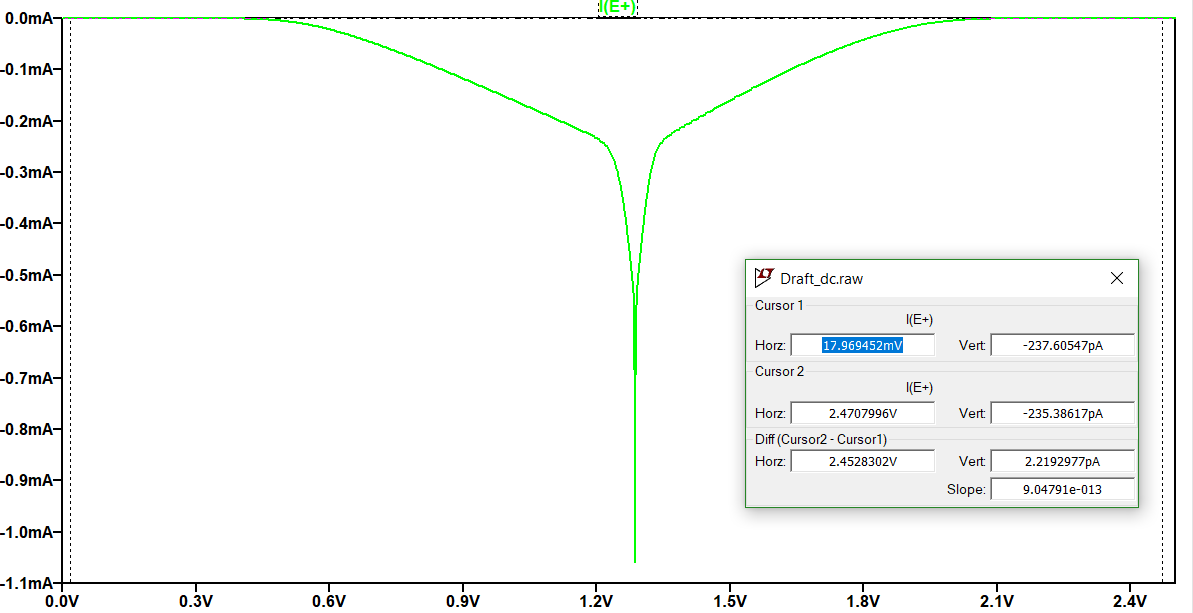 I(E+)
0.0mA
-0.1mA
-0.2mA
-0.3mA
-0.4mA
-0.5mA
-0.6mA
-0.7mA
-0.8mA
-0.9mA
-1.0mA
-1.1mA
0.0V 0.3V 0.6V 0.9V 1.2V 1.5V 1.8V 2.1V 2.4V
Draft_dc.raw
Cursor 1
I(E+)
Horz: 17.969452mV Vert: -237.60547pA
Cursor 2
I(E+)
Horz: 2.4707996V Vert: -235.38617pA
Diff (Cursor2 - Cursor1)
Horz: 2.4528302V Vert: 2.2192977pA
Slope: 9.04791e-013